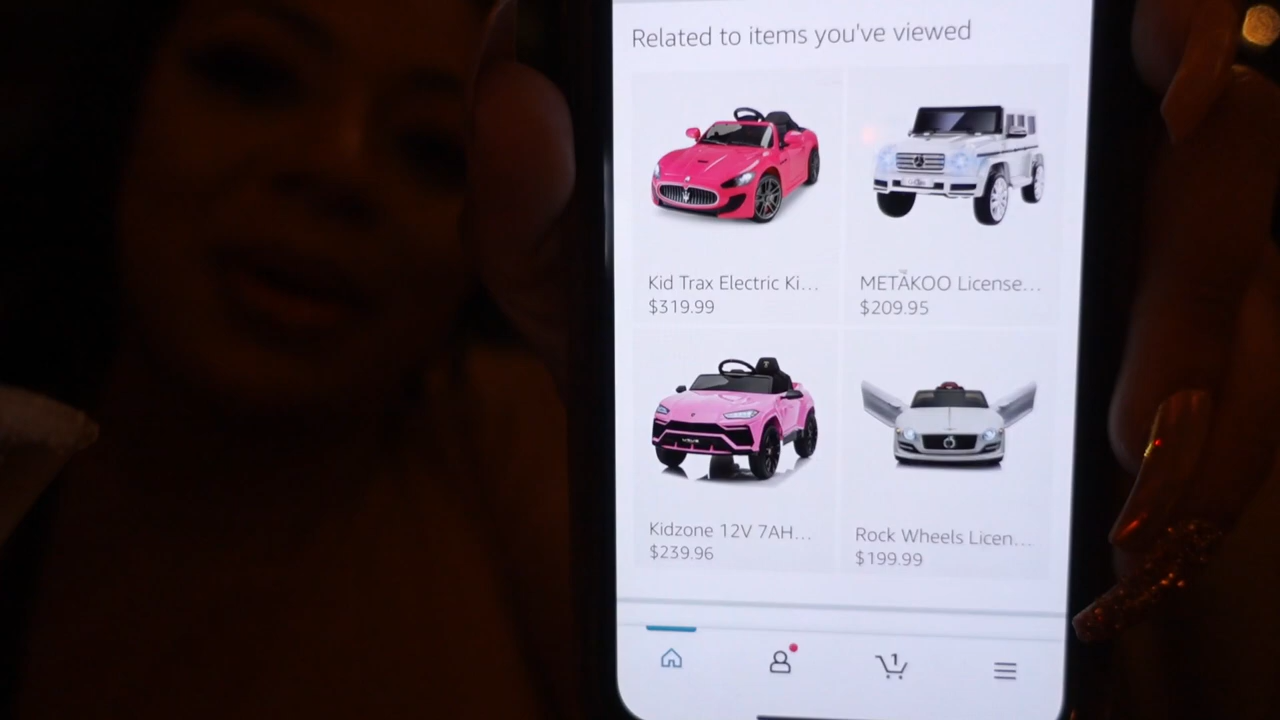 Related to items you've viewed
Kid Trax Electric Ki...
$319.99
METAKOO License...
$209.95
Kidzone 12V 7AH...
$239.96
Rock Wheels Licen...
$199.99
1